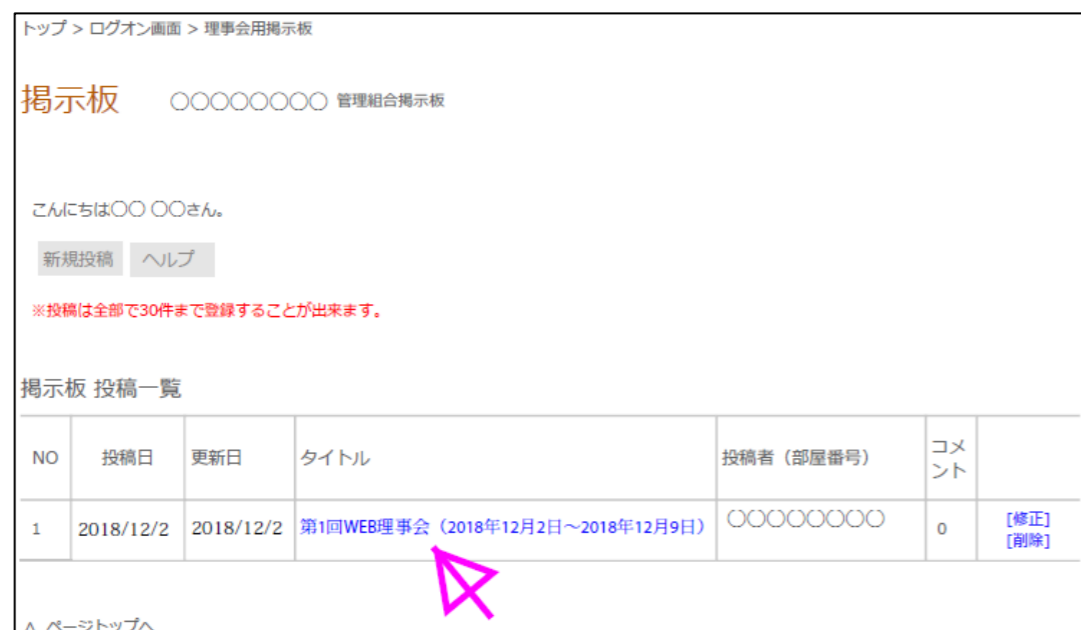 トップ > ログオン画面 > 理事会用掲示板
掲示板 〇〇〇〇〇〇〇〇 管理組合掲示板
こんにちは〇〇 〇〇さん。
新規投稿 ヘルプ
※投稿は全部で30件まで登録することが出来ます。
掲示板 投稿一覧
NO 投稿日 更新日 タイトル 投稿者（部屋番号） コメント
1 2018/12/2 2018/12/2 第1回WEB理事会（2018年12月2日～2018年12月9日） 〇〇〇〇〇〇〇〇 0 [修正]
[削除]
∧ ページトップへ